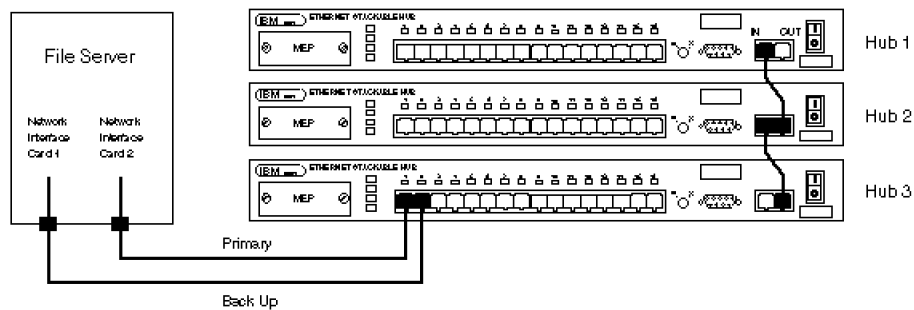 File Server
Network
Interface
Card 1
Network
Interface
Card 2
IBM
ETHERNET STACKABLE HUB
MEP
IN OUT
Hub 1
IBM
ETHERNET STACKABLE HUB
MEP
Hub 2
IBM
ETHERNET STACKABLE HUB
MEP
Hub 3
Primary
Back Up